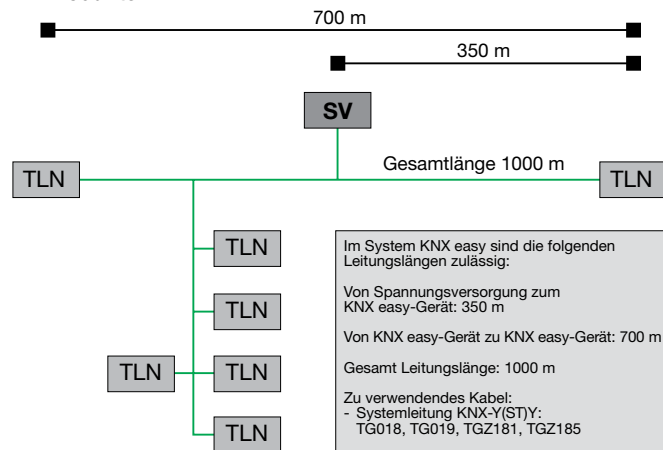 700 m
350 m
SV
Gesamtlänge 1000 m
TLN
TLN
TLN
TLN
TLN
TLN
TLN
Im System KNX easy sind die folgenden
Leitungslängen zulässig:
Von Spannungsversorgung zum
KNX easy-Gerät: 350 m
Von KNX easy-Gerät zu KNX easy-Gerät: 700 m
Gesamt Leitungslänge: 1000 m
Zu verwendendes Kabel:
- Systemleitung KNX-Y(ST)Y:
TG018, TG019, TGZ181, TGZ185